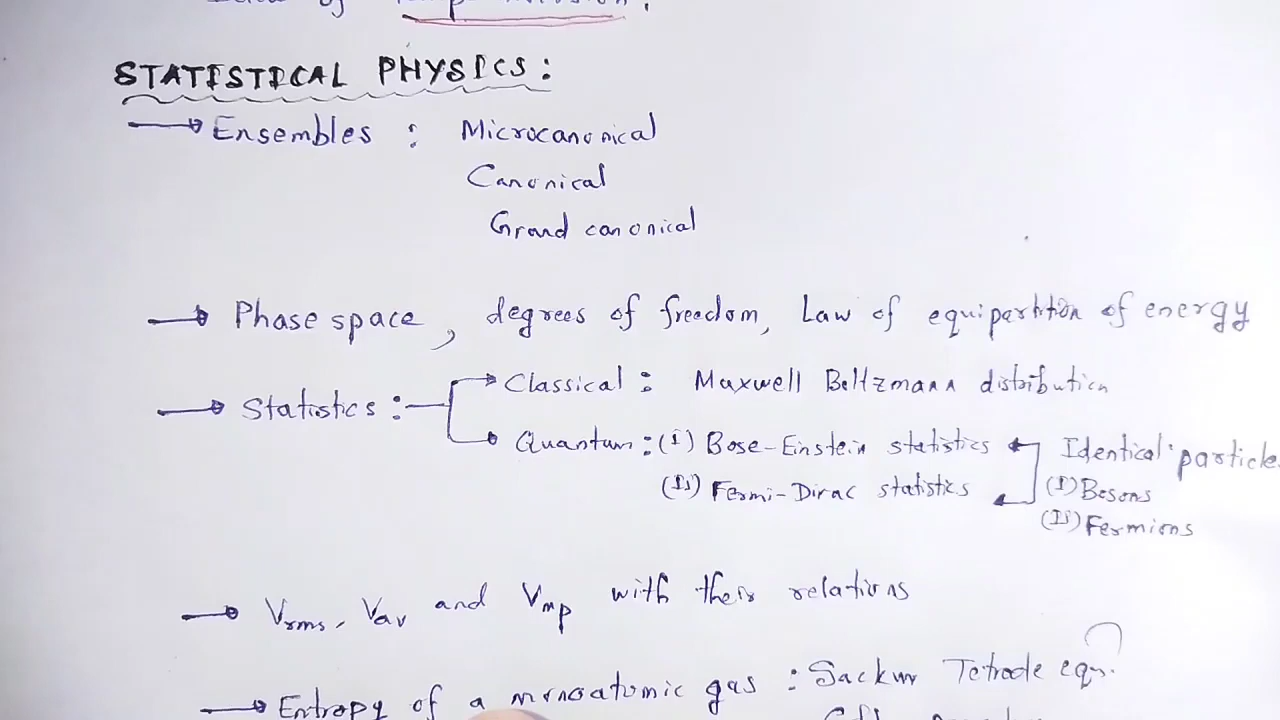 of
STATISTICAL PHYSICS:
→ Ensembles : Microcanonical
Canonical
Grand canonical
→ Phase space, degrees of freedom, Law of equipartition of energy
→ Statistics : → Classical : Maxwell Boltzmann distribution
Quantum : (I) Bose-Einstein statistics ← Identical particle
(II) Fermi-Dirac statistics ← (I) Bosons
(II) Fermions
→ Vrms, Vav and Vmp with their relations
→ Entropy of a monoatomic gas : Sackur Tetrode eqn.